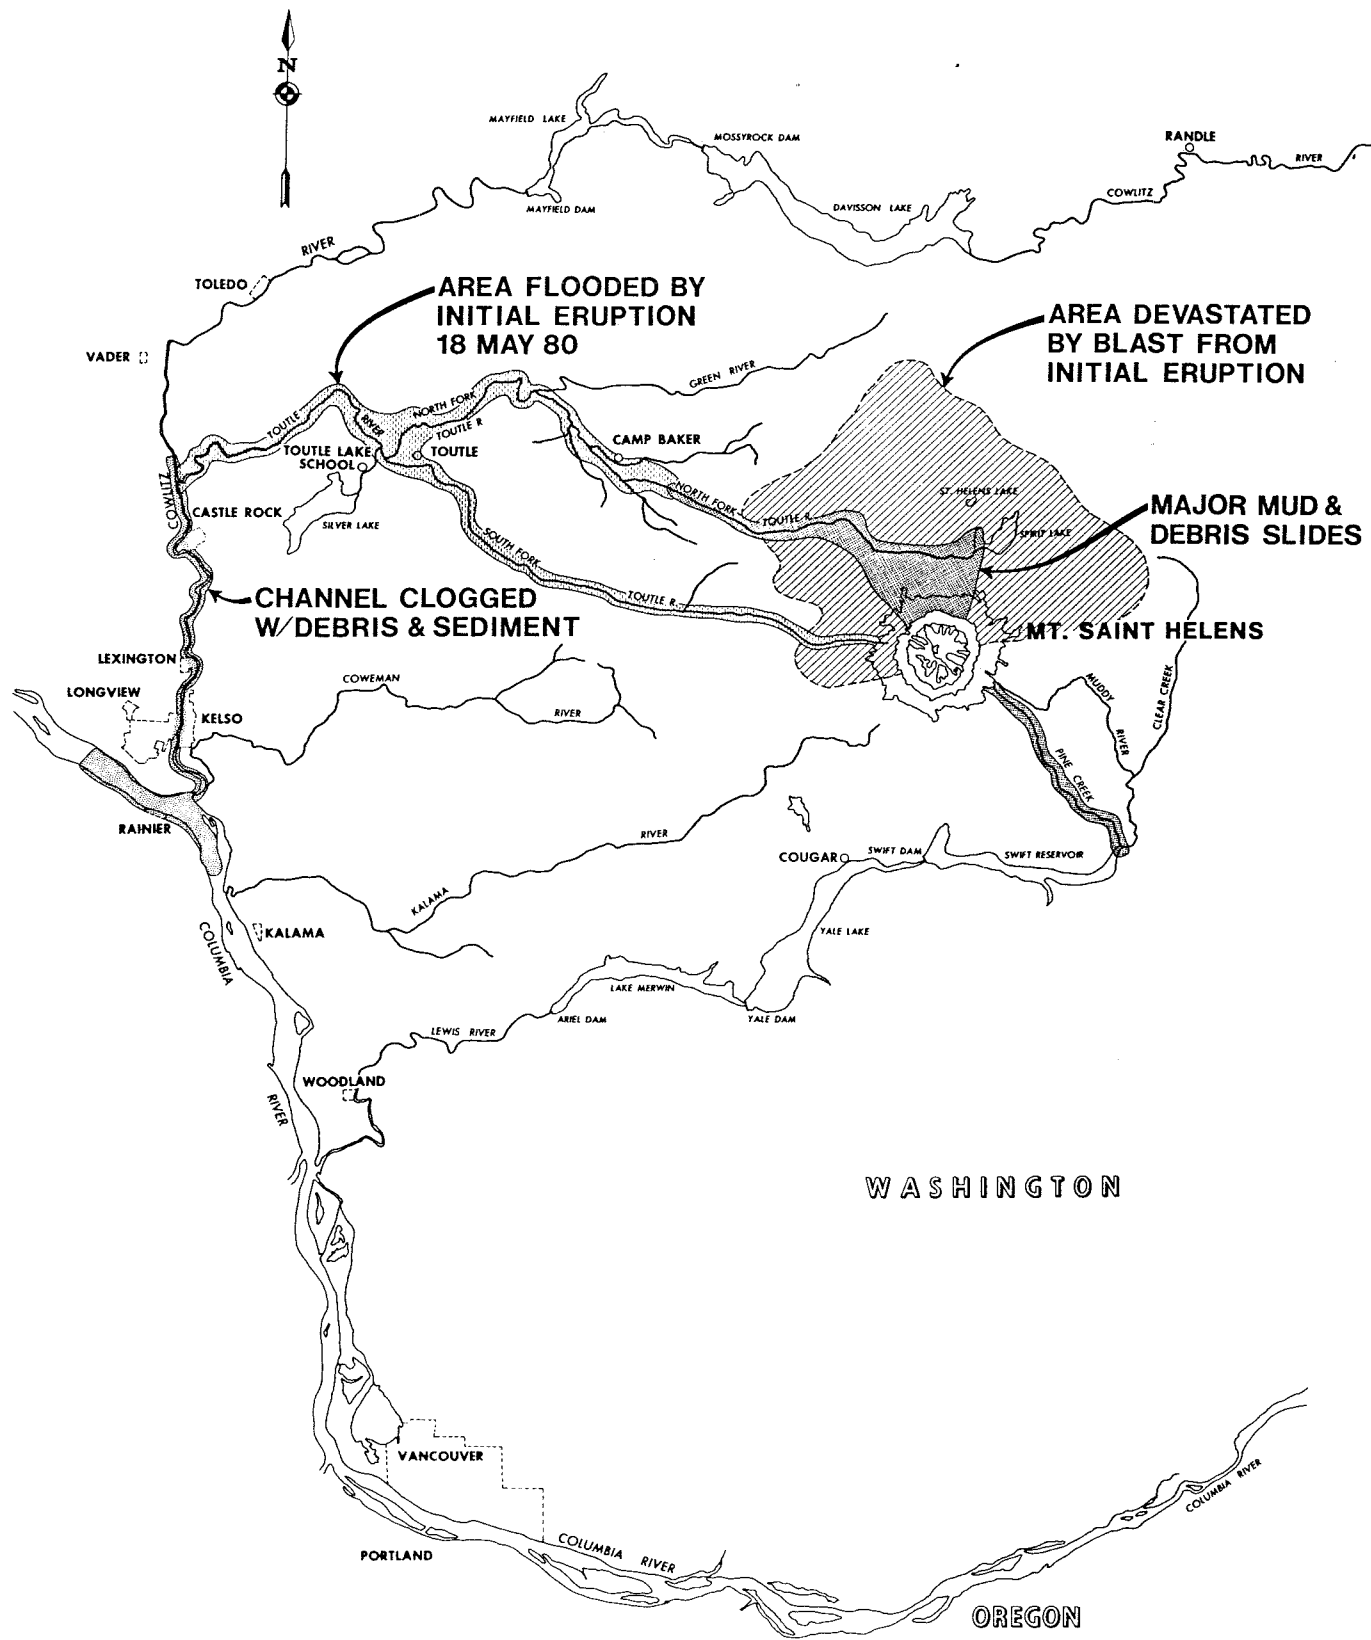 N
MAYFIELD LAKE
MOSSYROCK DAM
RANDLE
RIVER
COWLITZ
DAVISSON LAKE
MAYFIELD DAM
RIVER
TOLEDO
AREA FLOODED BY
INITIAL ERUPTION
18 MAY 80
AREA DEVASTATED
BY BLAST FROM
INITIAL ERUPTION
VADER
GREEN RIVER
NORTH FORK
TOUTLE R
TOUTLE
RIVER
TOUTLE LAKE
SCHOOL
TOUTLE
CAMP BAKER
NORTH FORK
TOUTLE R.
ST. HELENS LAKE
SPIRIT LAKE
MAJOR MUD &
DEBRIS SLIDES
COWLITZ
CASTLE ROCK
SILVER LAKE
SOUTH FORK
TOUTLE R.
CHANNEL CLOGGED
W/DEBRIS & SEDIMENT
MT. SAINT HELENS
LEXINGTON
LONGVIEW
KELSO
COWEMAN
RIVER
MUDDY
RIVER
CLEAR CREEK
PINE CREEK
RAINIER
RIVER
KALAMA
COUGAR
SWIFT DAM
SWIFT RESERVOIR
KALAMA
COLUMBIA
YALE LAKE
LAKE MERWIN
ARIEL DAM
YALE DAM
LEWIS RIVER
WOODLAND
RIVER
WASHINGTON
VANCOUVER
COLUMBIA RIVER
PORTLAND
COLUMBIA RIVER
OREGON